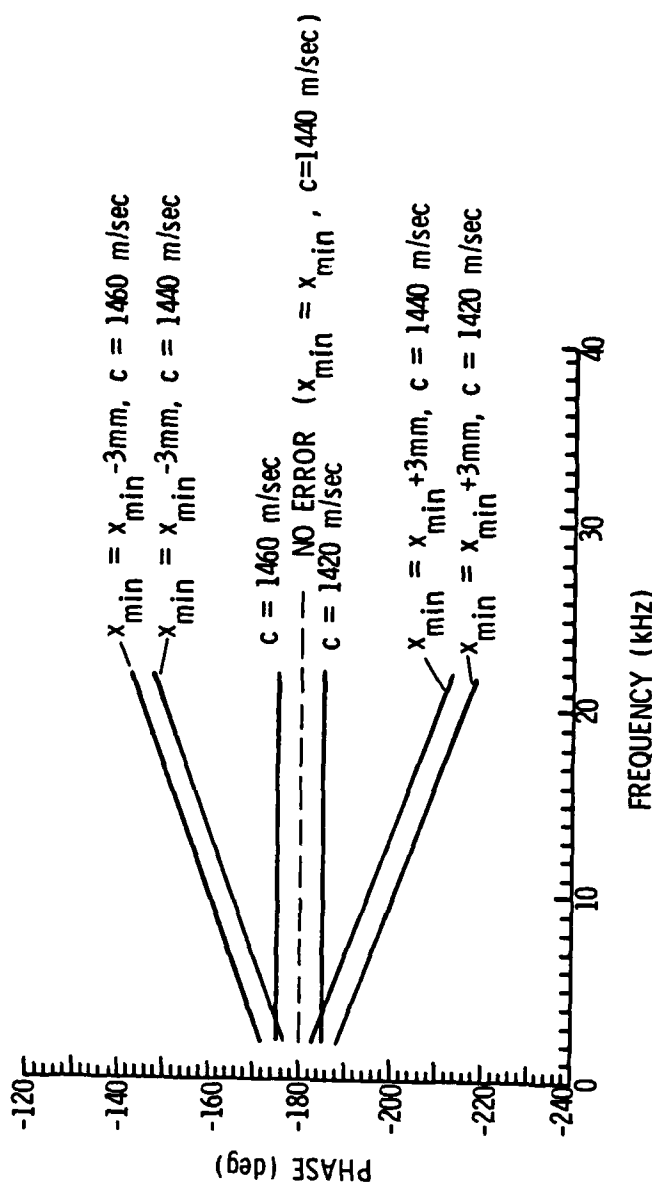 x_min = x_min -3mm, c = 1460 m/sec
x_min = x_min -3mm, c = 1440 m/sec
c = 1460 m/sec
NO ERROR (x_min = x_min , c=1440 m/sec)
c = 1420 m/sec
x_min = x_min +3mm, c = 1440 m/sec
x_min = x_min +3mm, c = 1420 m/sec
PHASE (deg)
-120
-140
-160
-180
-200
-220
-240
0
10
20
30
40
FREQUENCY (kHz)